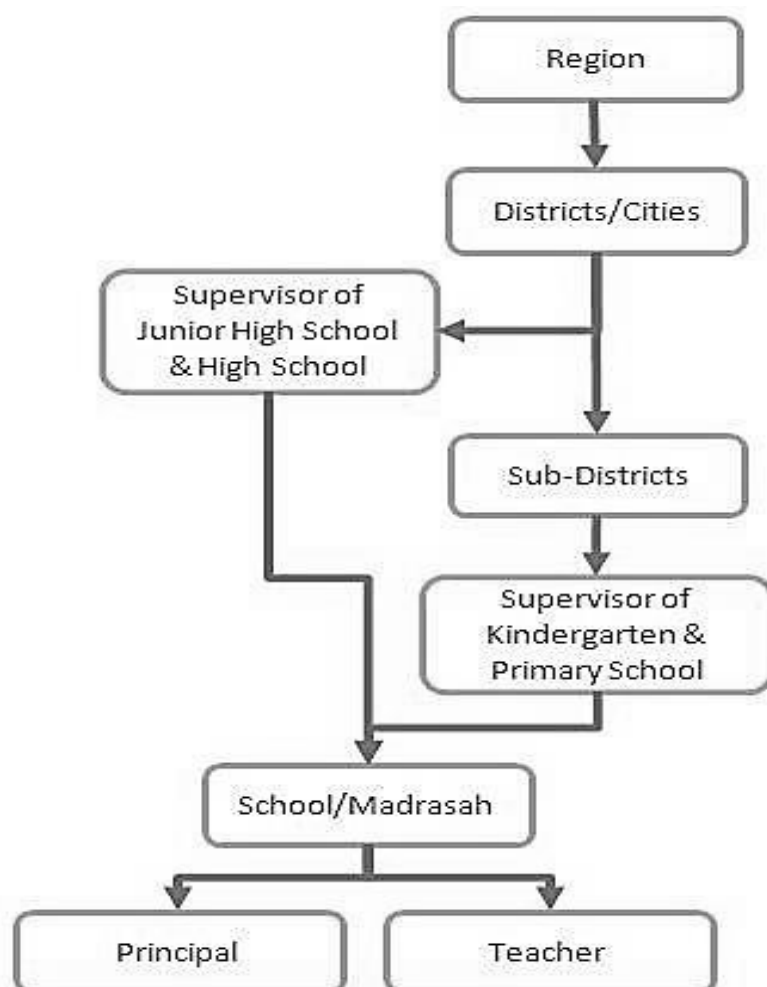 Region
Districts/Cities
Supervisor of
Junior High School
& High School
Sub-Districts
Supervisor of
Kindergarten &
Primary School
School/Madrasah
Principal
Teacher